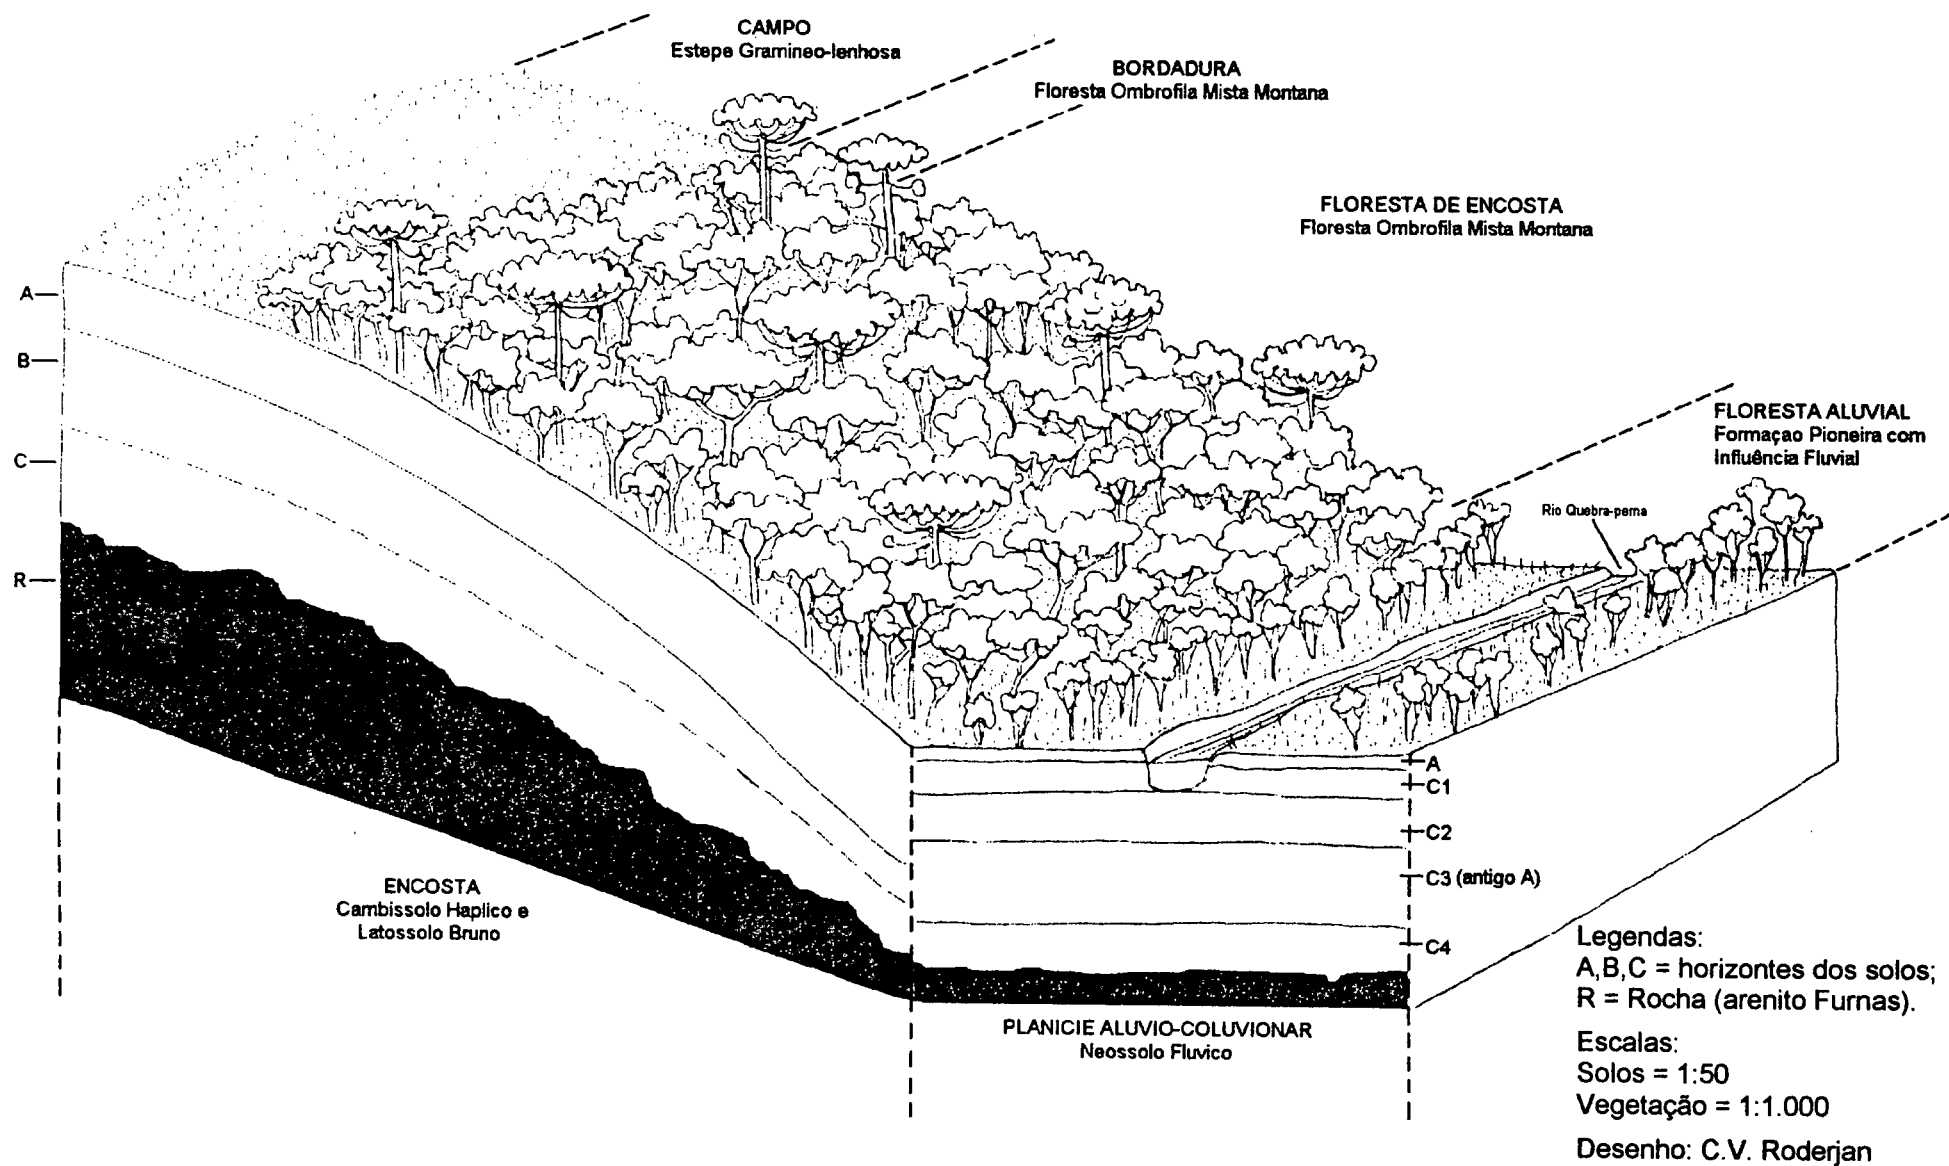 CAMPO
Estepe Gramineo-lenhosa
BORDADURA
Floresta Ombrofila Mista Montana
FLORESTA DE ENCOSTA
Floresta Ombrofila Mista Montana
FLORESTA ALUVIAL
Formaçao Pioneira com
Influência Fluvial
Rio Quebra-perna
A
B
C
R
A
C1
C2
C3 (antigo A)
C4
ENCOSTA
Cambissolo Haplico e
Latossolo Bruno
PLANICIE ALUVIO-COLUVIONAR
Neossolo Fluvico
Legendas:
A,B,C = horizontes dos solos;
R = Rocha (arenito Furnas).
Escalas:
Solos = 1:50
Vegetação = 1:1.000
Desenho: C.V. Roderjan